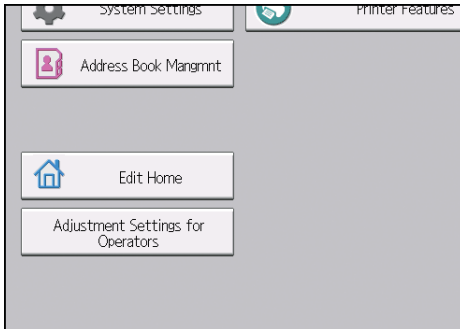 System Settings
Printer Features
Address Book Mangmnt
Edit Home
Adjustment Settings for
Operators